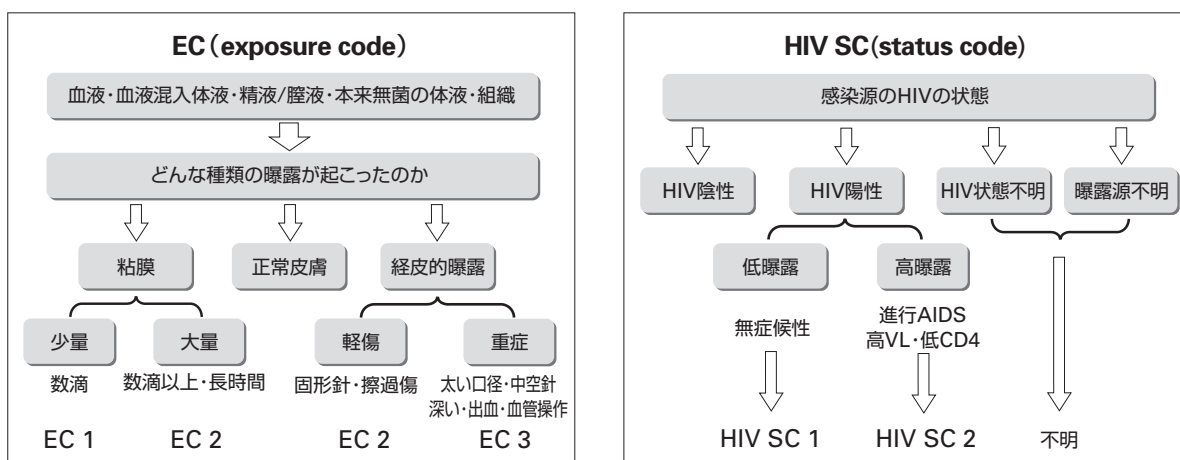 EC(exposure code)
血液・血液混入体液・精液/膣液・本来無菌の体液・組織
どんな種類の曝露が起こったのか
粘膜
正常皮膚
経皮的曝露
少量
大量
軽傷
重症
数滴
数滴以上・長時間
固形針・擦過傷
太い口径・中空針
深い・出血・血管操作
EC 1
EC 2
EC 2
EC 3
HIV SC(status code)
感染源のHIVの状態
HIV陰性
HIV陽性
HIV状態不明
曝露源不明
低曝露
高曝露
無症候性
進行AIDS
高VL・低CD4
HIV SC 1
HIV SC 2
不明